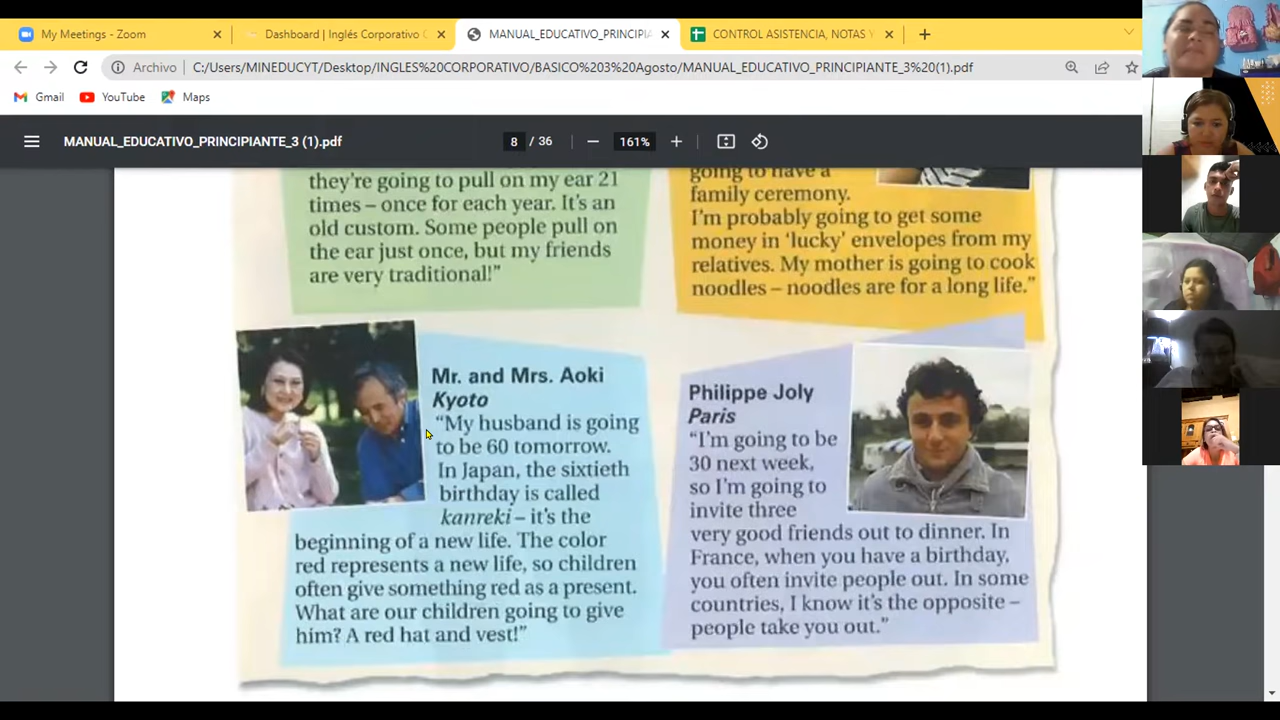 My Meetings - Zoom
Dashboard | Inglés Corporativo
MANUAL_EDUCATIVO_PRINCIPIA
CONTROL ASISTENCIA, NOTAS
Archivo
C:/Users/MINEDUCYT/Desktop/INGLES%20CORPORATIVO/BASICO%203%20Agosto/MANUAL_EDUCATIVO_PRINCIPIANTE_3%20(1).pdf
Gmail
YouTube
Maps
MANUAL_EDUCATIVO_PRINCIPIANTE_3 (1).pdf
8 / 36
161%
they're going to pull on my ear 21
times – once for each year. It's an
old custom. Some people pull on
the ear just once, but my friends
are very traditional!"
going to have a
family ceremony.
I'm probably going to get some
money in 'lucky' envelopes from my
relatives. My mother is going to cook
noodles – noodles are for a long life."
Mr. and Mrs. Aoki
Kyoto
"My husband is going
to be 60 tomorrow.
In Japan, the sixtieth
birthday is called
kanreki – it's the
beginning of a new life. The color
red represents a new life, so children
often give something red as a present.
What are our children going to give
him? A red hat and vest!"
Philippe Joly
Paris
"I'm going to be
30 next week,
so I'm going to
invite three
very good friends out to dinner. In
France, when you have a birthday,
you often invite people out. In some
countries, I know it's the opposite –
people take you out."